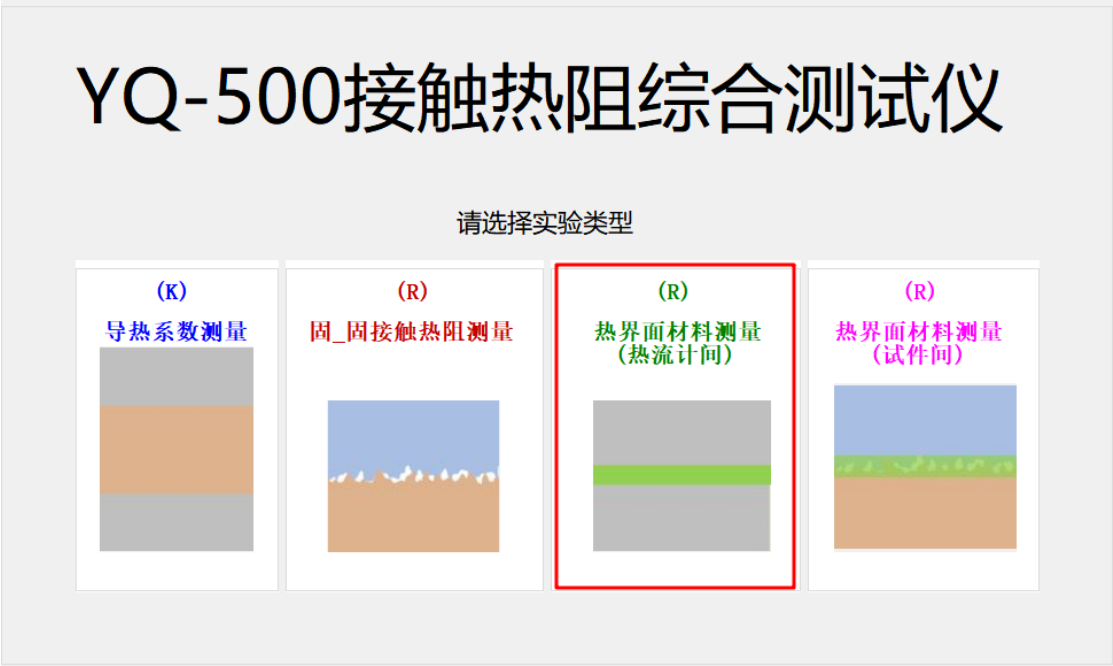 YQ-500接触热阻综合测试仪
请选择实验类型
(K)
导热系数测量
(R)
固_固接触热阻测量
(R)
热界面材料测量
(热流计间)
(R)
热界面材料测量
(试件间)